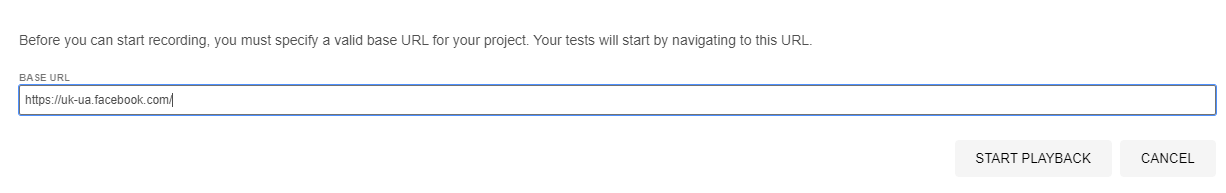 Before you can start recording, you must specify a valid base URL for your project. Your tests will start by navigating to this URL.
BASE URL
https://uk-ua.facebook.com/
START PLAYBACK CANCEL